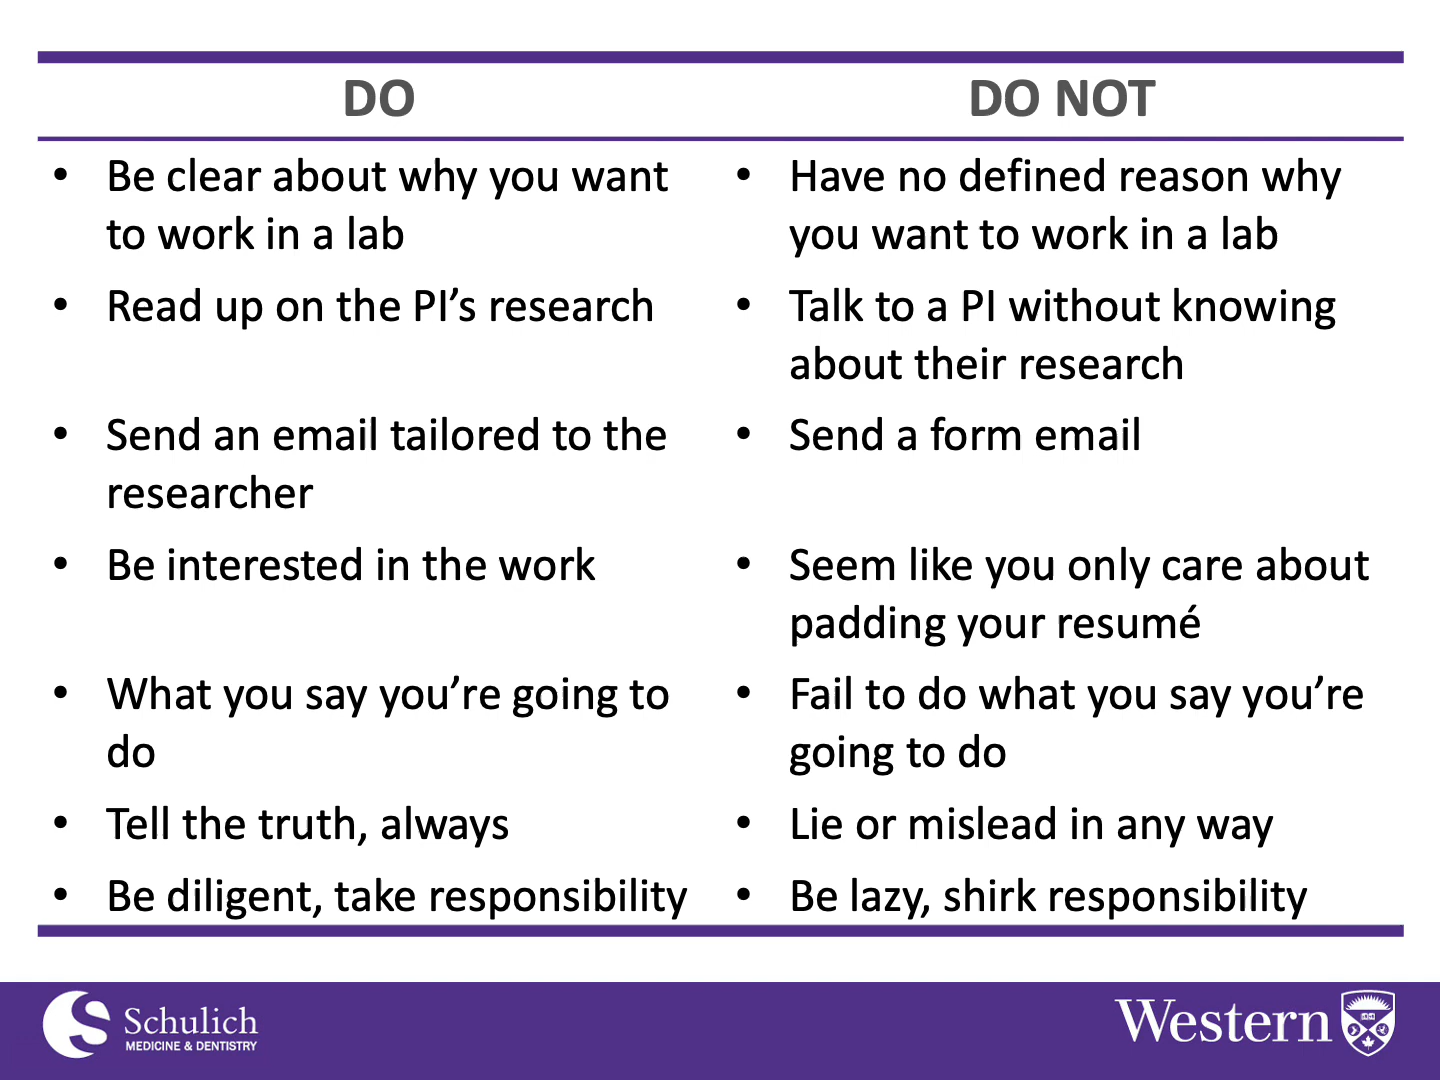 DO
DO NOT
• Be clear about why you want
to work in a lab
• Have no defined reason why
you want to work in a lab
• Read up on the PI’s research
• Talk to a PI without knowing
about their research
• Send an email tailored to the
researcher
• Send a form email
• Be interested in the work
• Seem like you only care about
padding your resumé
• What you say you’re going to
do
• Fail to do what you say you’re
going to do
• Tell the truth, always
• Lie or mislead in any way
• Be diligent, take responsibility
• Be lazy, shirk responsibility
Schulich
MEDICINE & DENTISTRY
Western